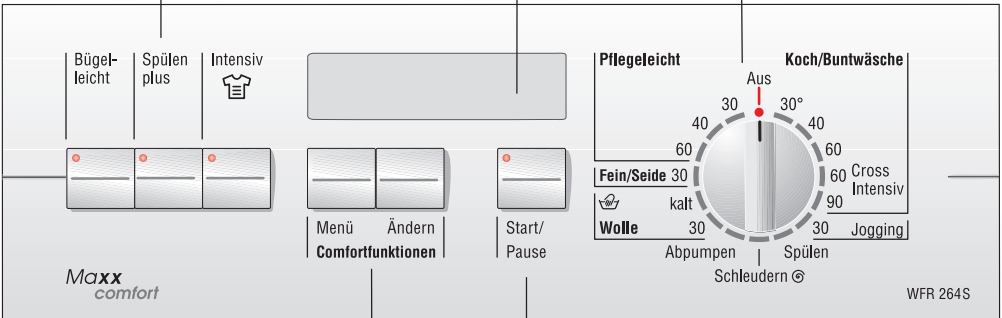 Bügel-
leicht
Spülen
plus
Intensiv
Menü Ändern
Comfortfunktionen
Start/
Pause
Pflegeleicht
Koch/Buntwäsche
Aus
30
40
60
Fein/Seide 30
kalt
Wolle 30
Abpumpen
Schleudern
Spülen
30°
40
60
60 Cross
Intensiv
90
30 Jogging
Maxx
comfort
WFR 264S